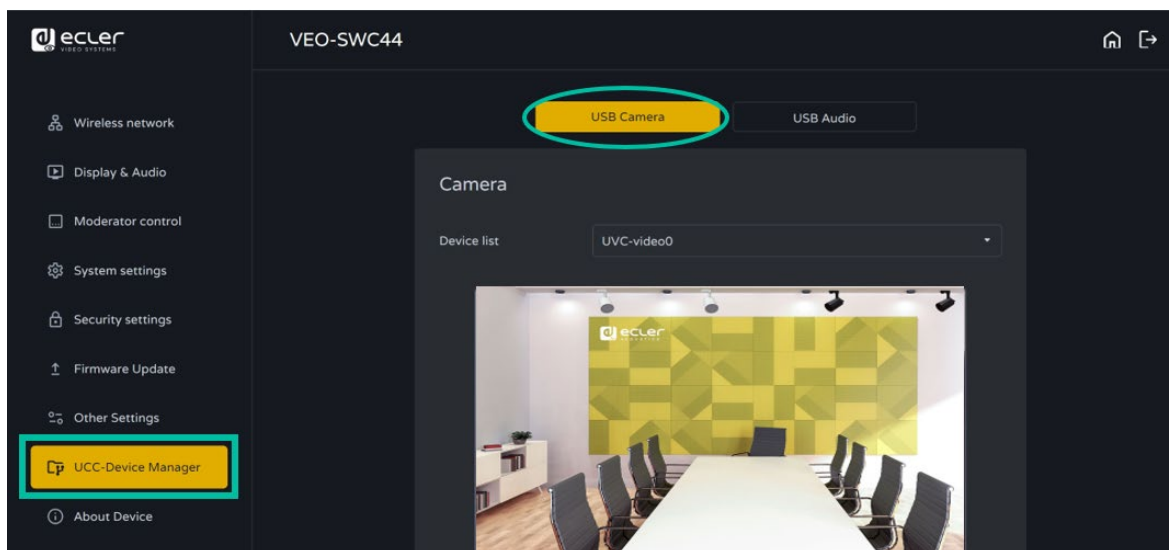 ecler
VIDEO SYSTEMS
VEO-SWC44
Wireless network
Display & Audio
Moderator control
System settings
Security settings
Firmware Update
Other Settings
UCC-Device Manager
About Device
USB Camera
USB Audio
Camera
Device list
UVC-video0
ecler
ACOUSTICS